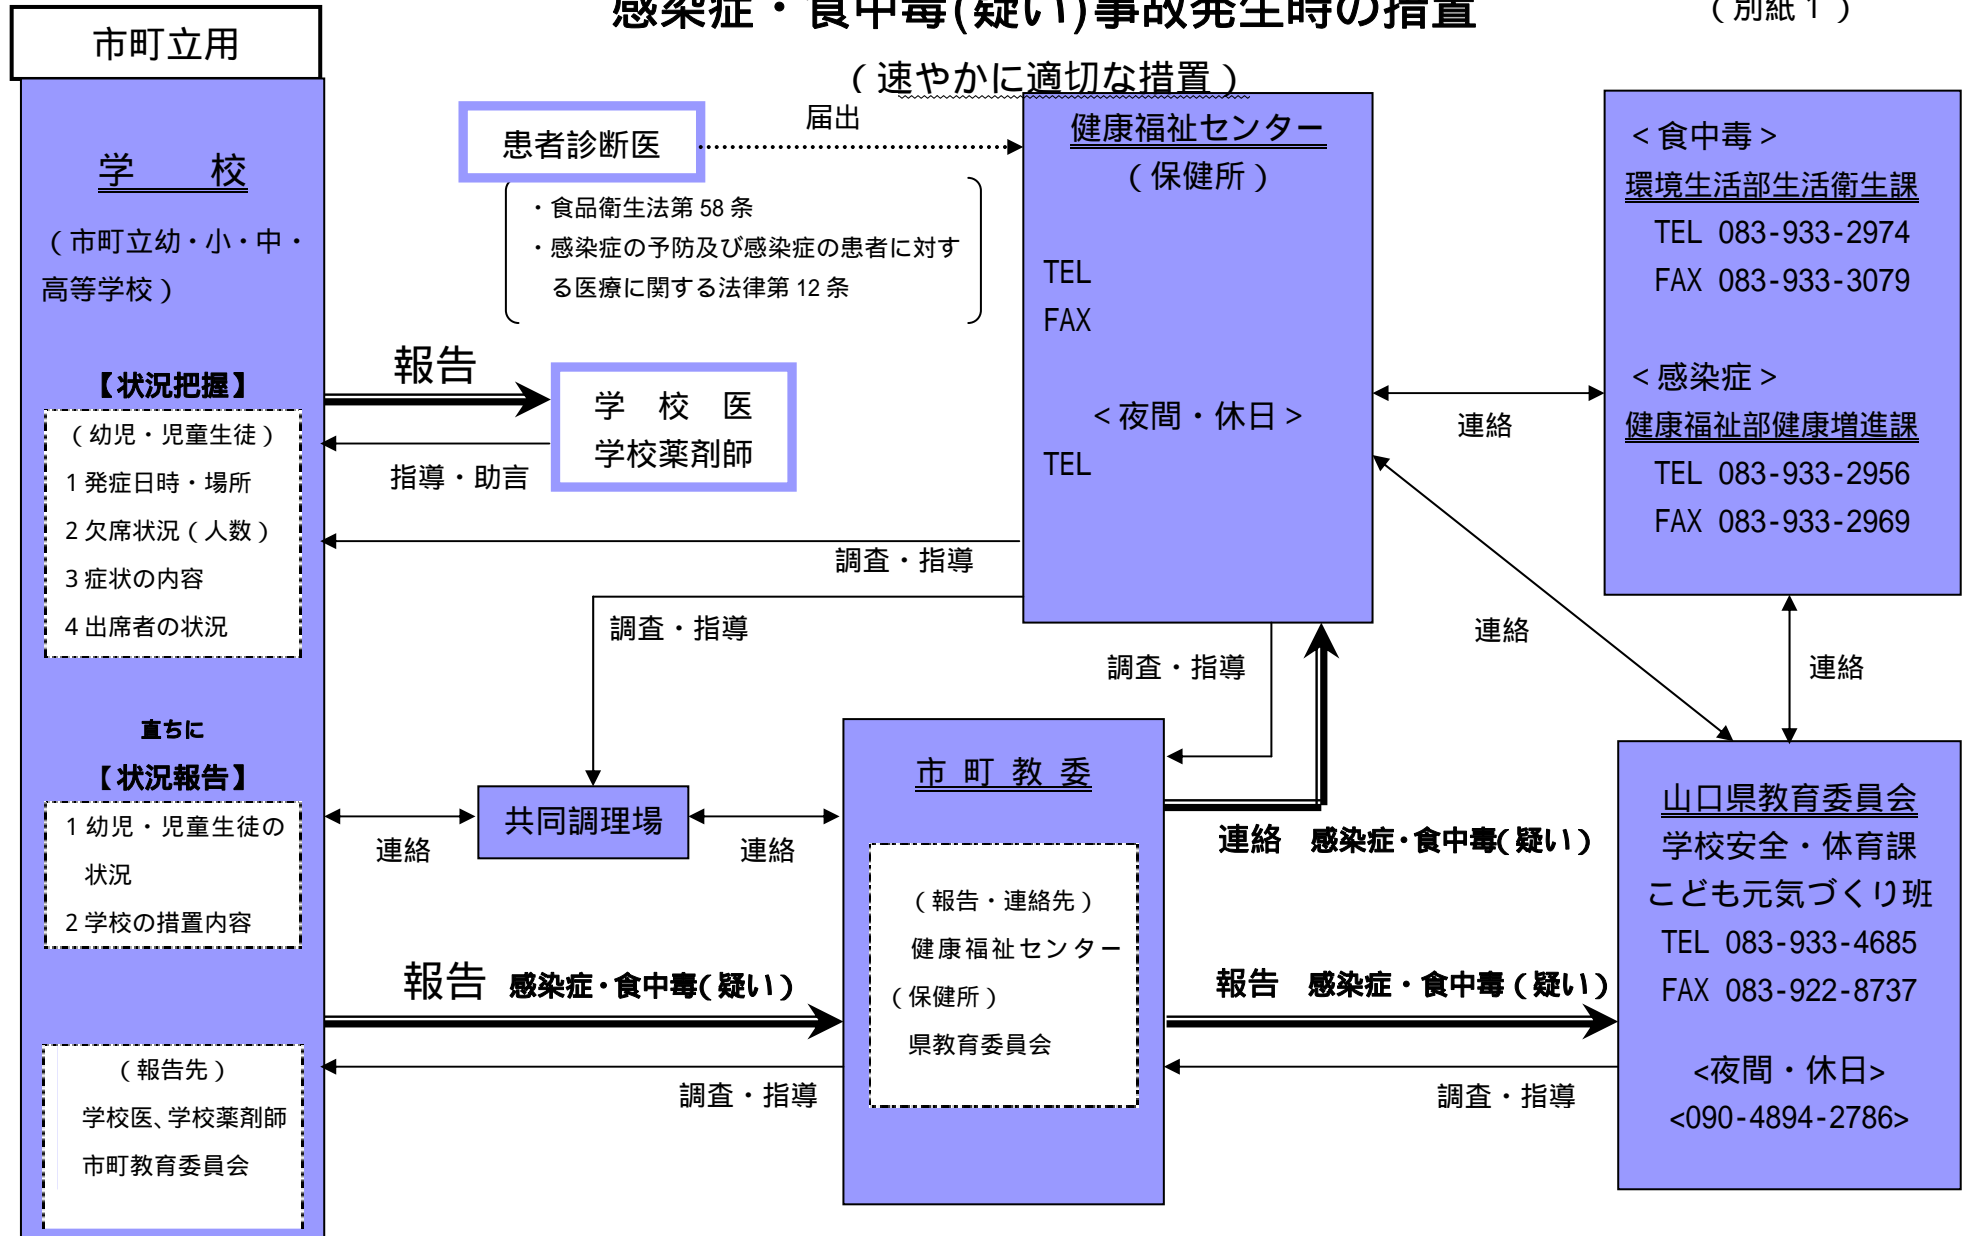 感染症・食中毒(疑い)事故発生時の措置
（別紙１）
市町立用
（速やかに適切な措置）
学　校
（市町立幼・小・中・
高等学校）
【状況把握】
（幼児・児童生徒）
1 発症日時・場所
2 欠席状況（人数）
3 症状の内容
4 出席者の状況
直ちに
【状況報告】
1 幼児・児童生徒の
状況
2 学校の措置内容
（報告先）
学校医、学校薬剤師
市町教育委員会
患者診断医
届出
・食品衛生法第 58 条
・感染症の予防及び感染症の患者に対す
る医療に関する法律第 12 条
報告
学　校　医
学校薬剤師
指導・助言
調査・指導
調査・指導
調査・指導
健康福祉センター
（保健所）
TEL
FAX
＜夜間・休日＞
TEL
＜食中毒＞
環境生活部生活衛生課
TEL 083-933-2974
FAX 083-933-3079
＜感染症＞
健康福祉部健康増進課
TEL 083-933-2956
FAX 083-933-2969
連絡
連絡
連絡
共同調理場
連絡
連絡
市 町 教 委
（報告・連絡先）
健康福祉センター
（保健所）
県教育委員会
連絡　感染症・食中毒(疑い)
報告　感染症・食中毒(疑い)
報告　感染症・食中毒（疑い）
調査・指導
調査・指導
山口県教育委員会
学校安全・体育課
こども元気づくり班
TEL 083-933-4685
FAX 083-922-8737
<夜間・休日>
<090-4894-2786>